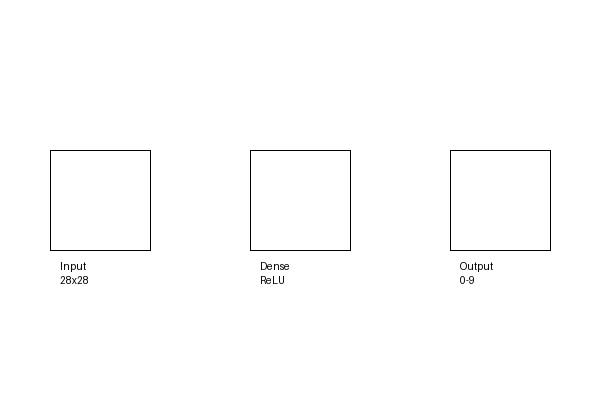 Input
28x28
Dense
ReLU
Output
0-9